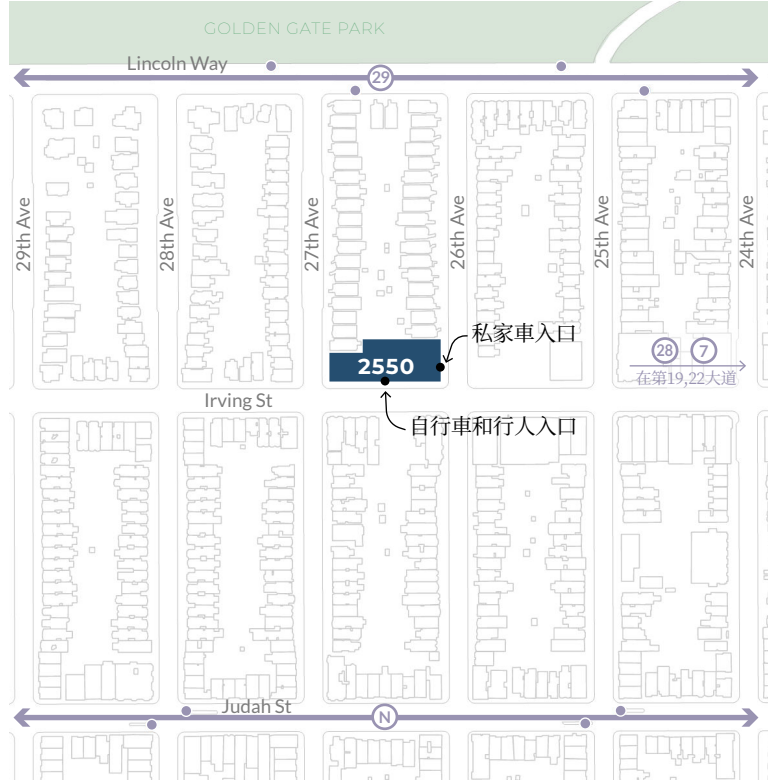 GOLDEN GATE PARK
Lincoln Way
29
29th Ave
28th Ave
27th Ave
26th Ave
25th Ave
24th Ave
私家車入口
28
7
在第19,22大道
2550
Irving St
自行車和行人入口
Judah St
N